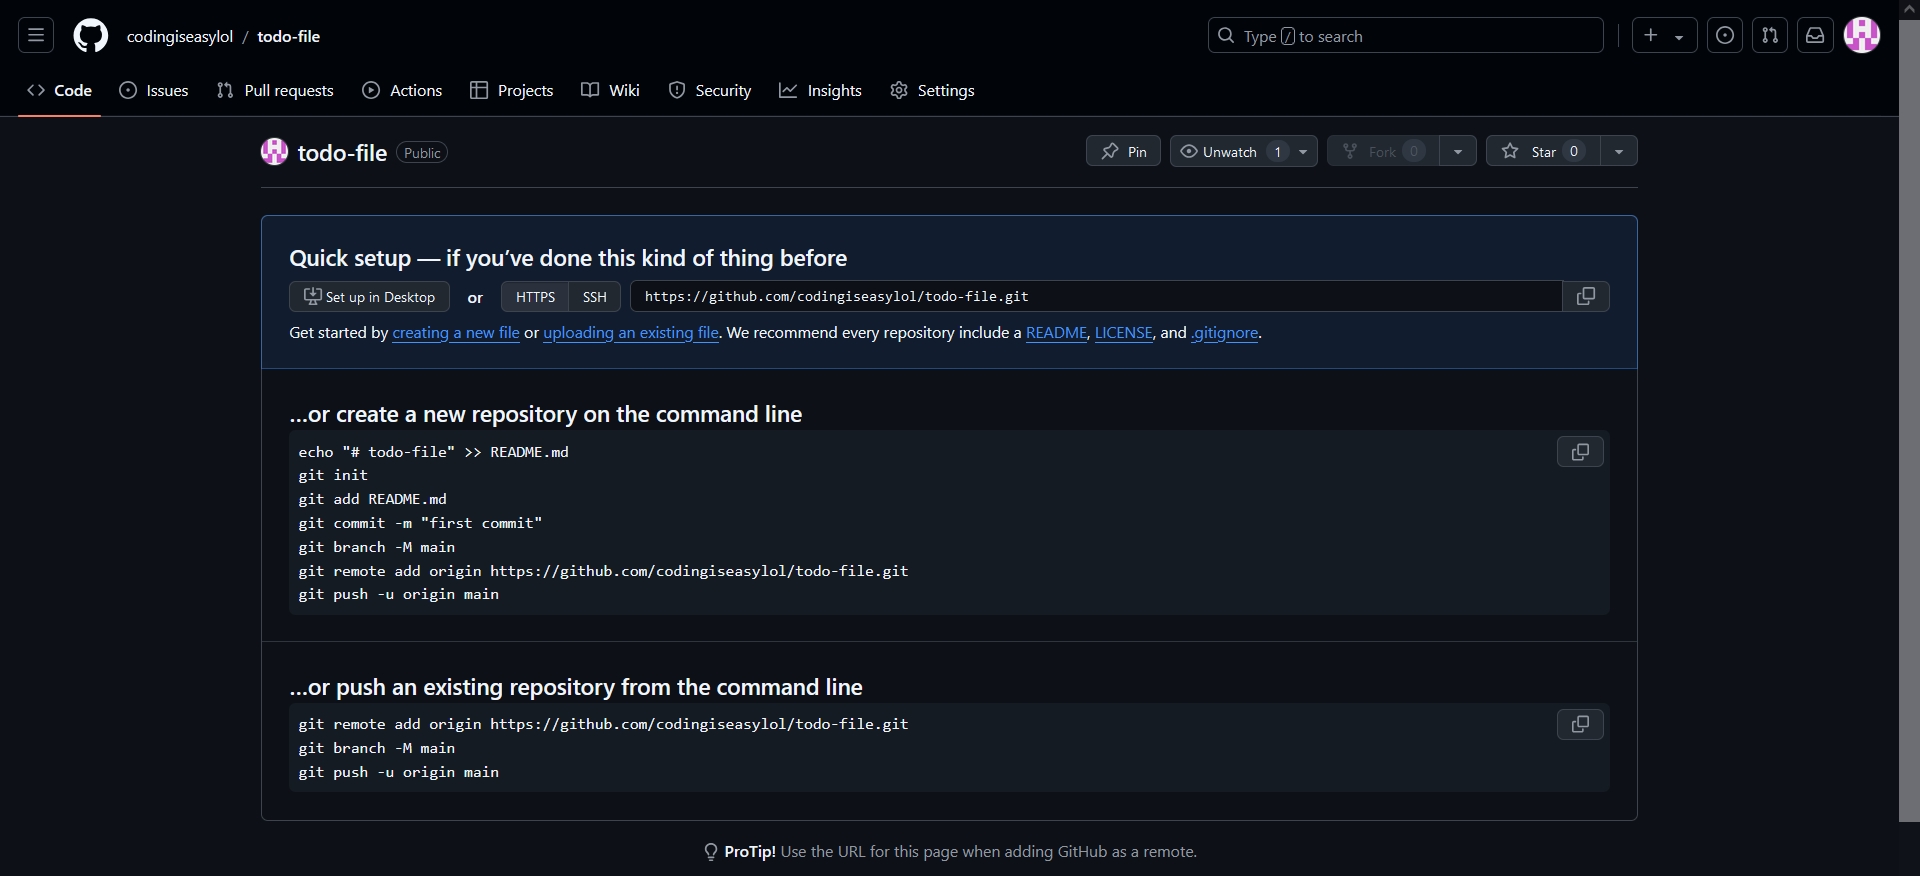 codingiseasylol / todo-file
Type / to search
Code Issues Pull requests Actions Projects Wiki Security Insights Settings
todo-file Public
Pin Unwatch 1 Fork 0 Star 0
Quick setup — if you’ve done this kind of thing before
Set up in Desktop or HTTPS SSH https://github.com/codingiseasylol/todo-file.git
Get started by creating a new file or uploading an existing file. We recommend every repository include a README, LICENSE, and .gitignore.
…or create a new repository on the command line
echo "# todo-file" >> README.md
git init
git add README.md
git commit -m "first commit"
git branch -M main
git remote add origin https://github.com/codingiseasylol/todo-file.git
git push -u origin main
…or push an existing repository from the command line
git remote add origin https://github.com/codingiseasylol/todo-file.git
git branch -M main
git push -u origin main
ProTip! Use the URL for this page when adding GitHub as a remote.